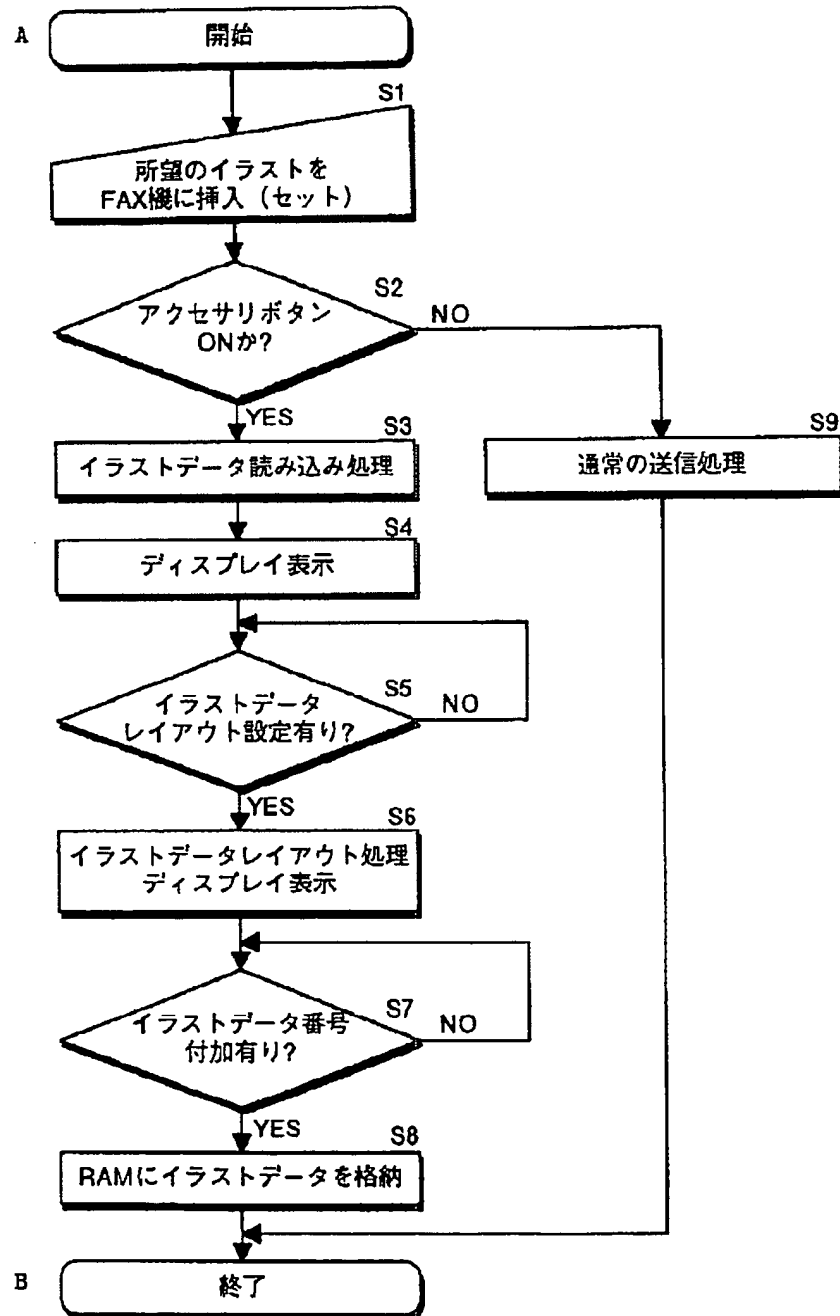 A
開始
S1
所望のイラストを
FAX機に挿入（セット）
S2
アクセサリボタン
ONか?
NO
YES
S3
イラストデータ読み込み処理
S9
通常の送信処理
S4
ディスプレイ表示
S5
イラストデータ
レイアウト設定有り?
NO
YES
S6
イラストデータレイアウト処理
ディスプレイ表示
S7
イラストデータ番号
付加有り?
NO
YES
S8
RAMにイラストデータを格納
B
終了